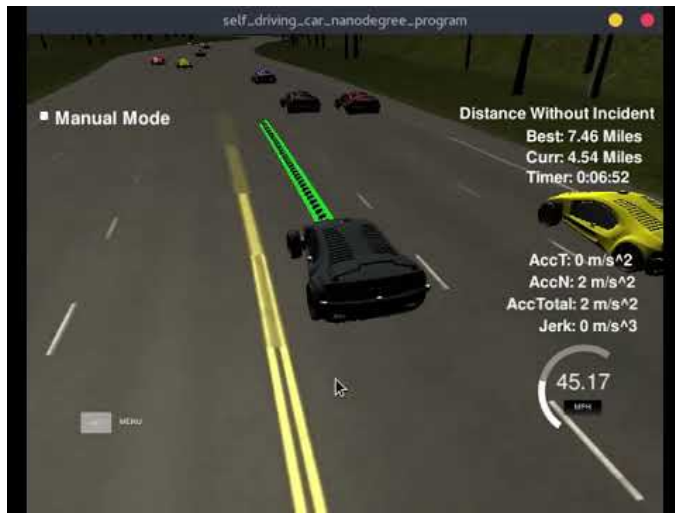 self_driving_car_nanodegree_program
Manual Mode
Distance Without Incident
Best: 7.46 Miles
Curr: 4.54 Miles
Timer: 0:06:52
AccT: 0 m/s^2
AccN: 2 m/s^2
AccTotal: 2 m/s^2
Jerk: 0 m/s^3
45.17
MPH
MENU